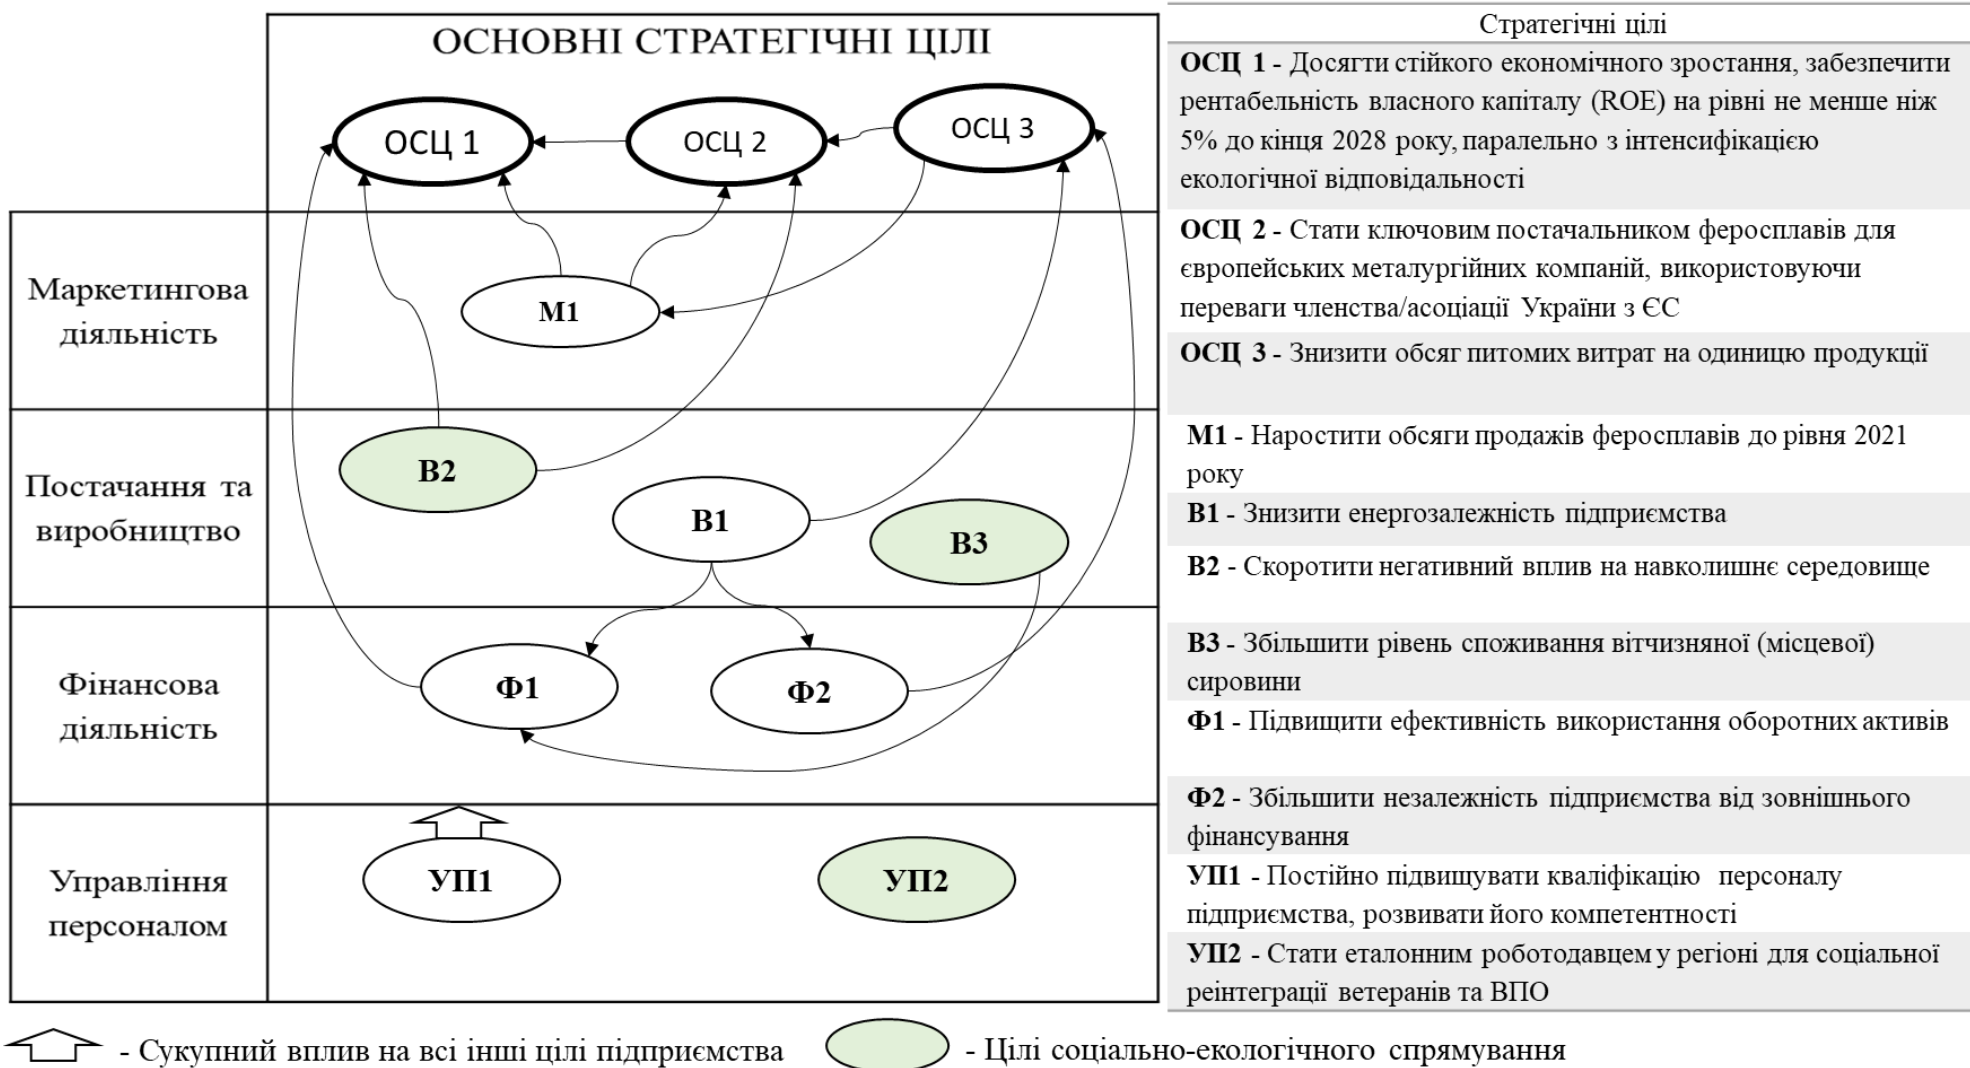 ОСНОВНІ СТРАТЕГІЧНІ ЦІЛІ
ОСЦ 1
ОСЦ 2
ОСЦ 3
Маркетингова
діяльність
М1
Постачання та
виробництво
В2
В1
В3
Фінансова
діяльність
Ф1
Ф2
Управління
персоналом
УП1
УП2
Стратегічні цілі
ОСЦ 1 - Досягти стійкого економічного зростання, забезпечити
рентабельність власного капіталу (ROE) на рівні не менше ніж
5% до кінця 2028 року, паралельно з інтенсифікацією
екологічної відповідальності
ОСЦ 2 - Стати ключовим постачальником феросплавів для
європейських металургійних компаній, використовуючи
переваги членства/асоціації України з ЄС
ОСЦ 3 - Знизити обсяг питомих витрат на одиницю продукції
М1 - Наростити обсяги продажів феросплавів до рівня 2021
року
В1 - Знизити енергозалежність підприємства
В2 - Скоротити негативний вплив на навколишнє середовище
В3 - Збільшити рівень споживання вітчизняної (місцевої)
сировини
Ф1 - Підвищити ефективність використання оборотних активів
Ф2 - Збільшити незалежність підприємства від зовнішнього
фінансування
УП1 - Постійно підвищувати кваліфікацію персоналу
підприємства, розвивати його компетентності
УП2 - Стати еталонним роботодавцем у регіоні для соціальної
реінтеграції ветеранів та ВПО
- Сукупний вплив на всі інші цілі підприємства
- Цілі соціально-екологічного спрямування